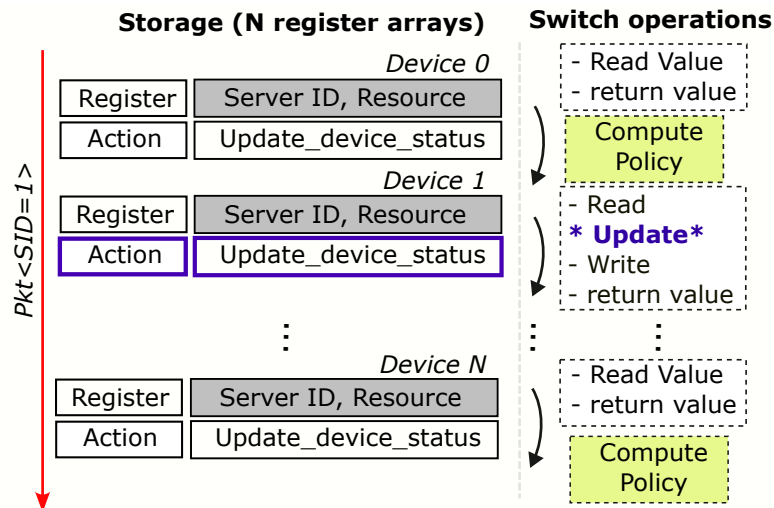 Storage (N register arrays)
Switch operations
Pkt<SID=1>
Device 0
Register
Server ID, Resource
Action
Update_device_status
- Read Value
- return value
Compute
Policy
Device 1
Register
Server ID, Resource
Action
Update_device_status
- Read
* Update*
- Write
- return value
Device N
Register
Server ID, Resource
Action
Update_device_status
- Read Value
- return value
Compute
Policy